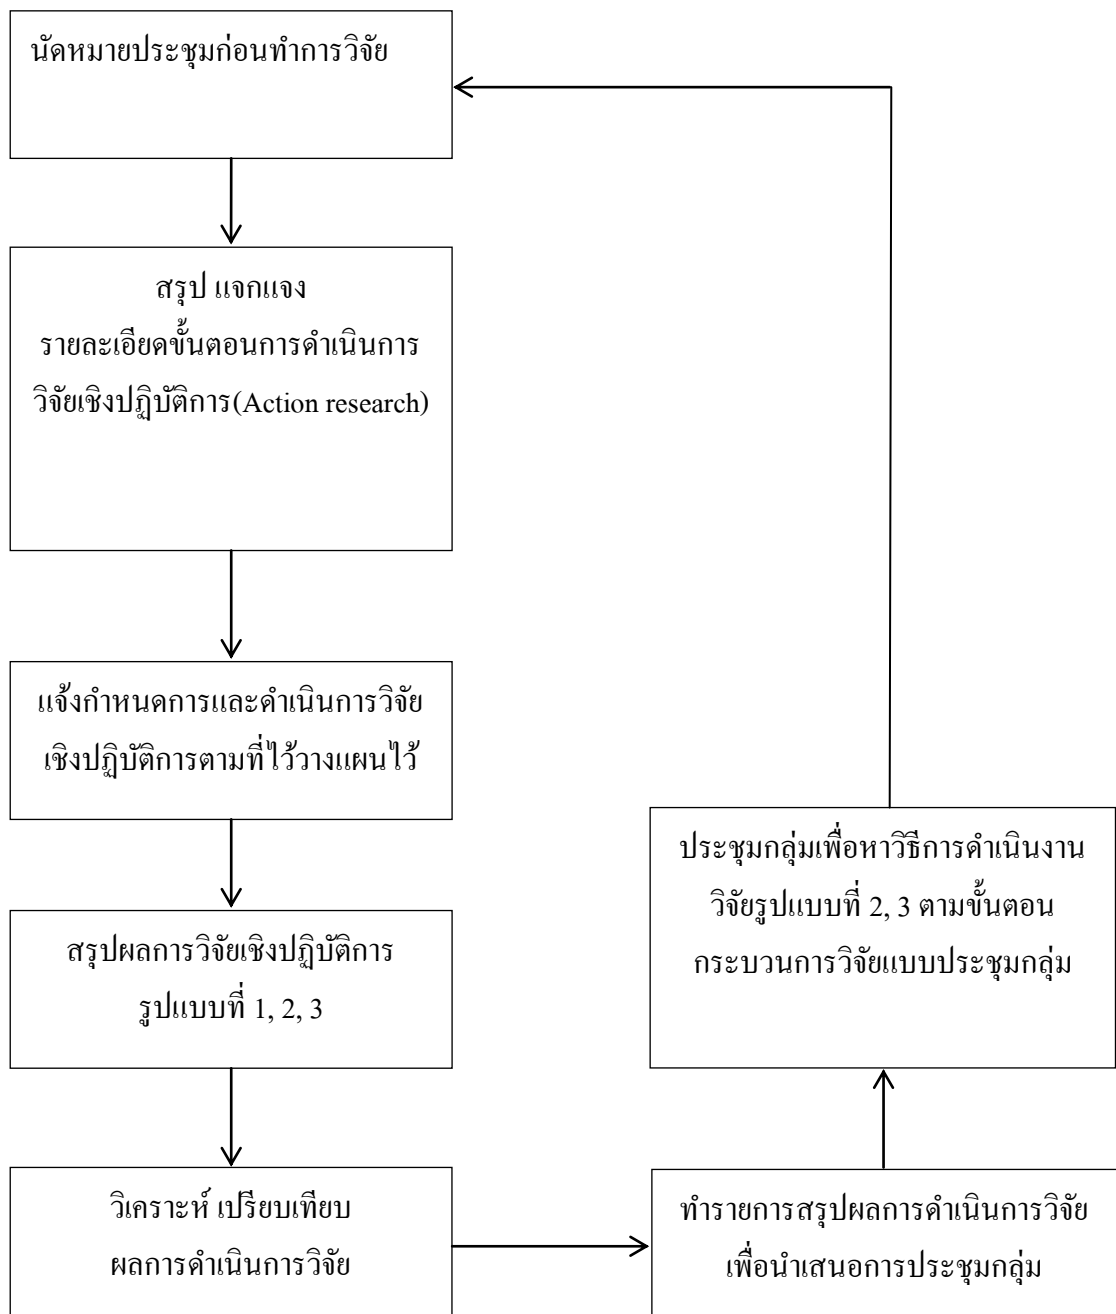 นัดหมายประชุมก่อนทำการวิจัย
สรุป แจกแจง
รายละเอียดขั้นตอนการดำเนินการ
วิจัยเชิงปฏิบัติการ(Action research)
แจ้งกำหนดการและดำเนินการวิจัย
เชิงปฏิบัติการตามที่ไว้วางแผนไว้
สรุปผลการวิจัยเชิงปฏิบัติการ
รูปแบบที่ 1, 2, 3
วิเคราะห์ เปรียบเทียบ
ผลการดำเนินการวิจัย
ทำรายการสรุปผลการดำเนินการวิจัย
เพื่อนำเสนอการประชุมกลุ่ม
ประชุมกลุ่มเพื่อหาวิธีการดำเนินงาน
วิจัยรูปแบบที่ 2, 3 ตามขั้นตอน
กระบวนการวิจัยแบบประชุมกลุ่ม